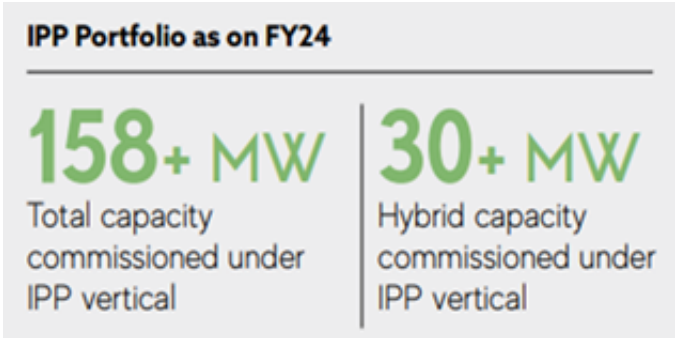 IPP Portfolio as on FY24
158+ MW
Total capacity
commissioned under
IPP vertical
30+ MW
Hybrid capacity
commissioned under
IPP vertical